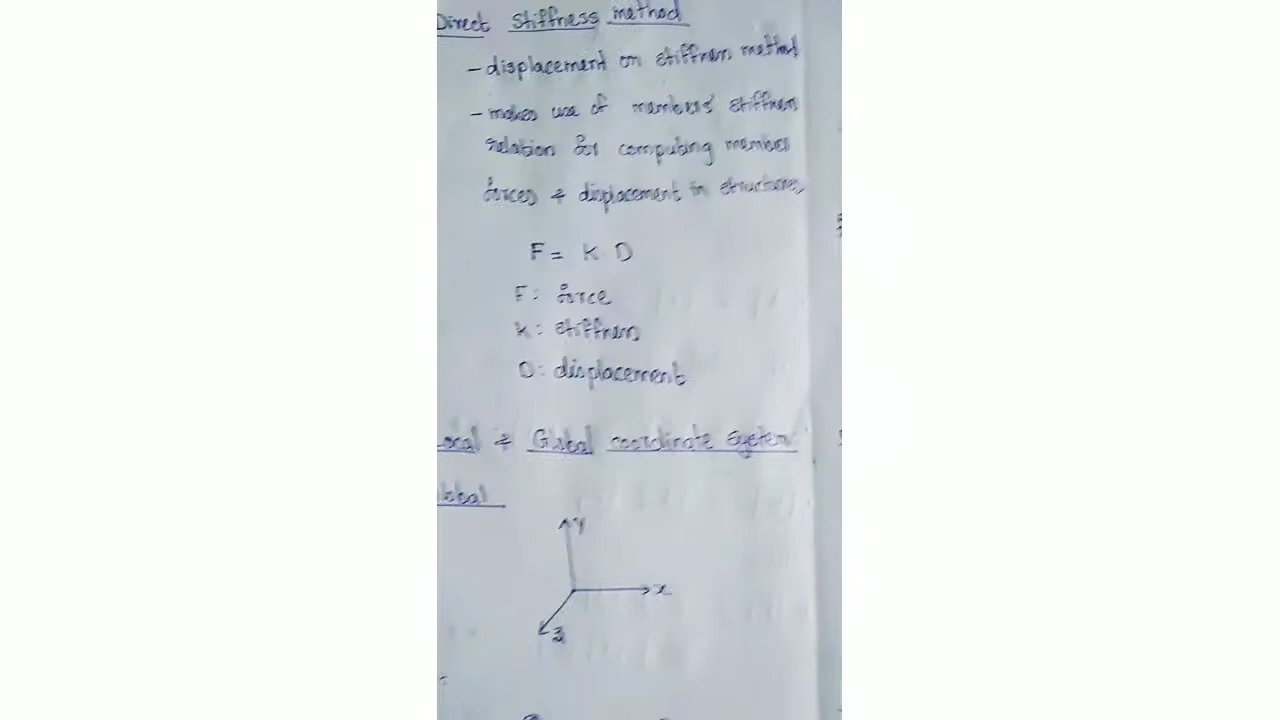 Direct Stiffness method
- displacement or stiffness method
- makes use of members' stiffness
relation for computing member
forces & displacement in structures
F = K D
F: force
K: stiffness
D: displacement
Local & Global coordinate system
Global
Y
x
z